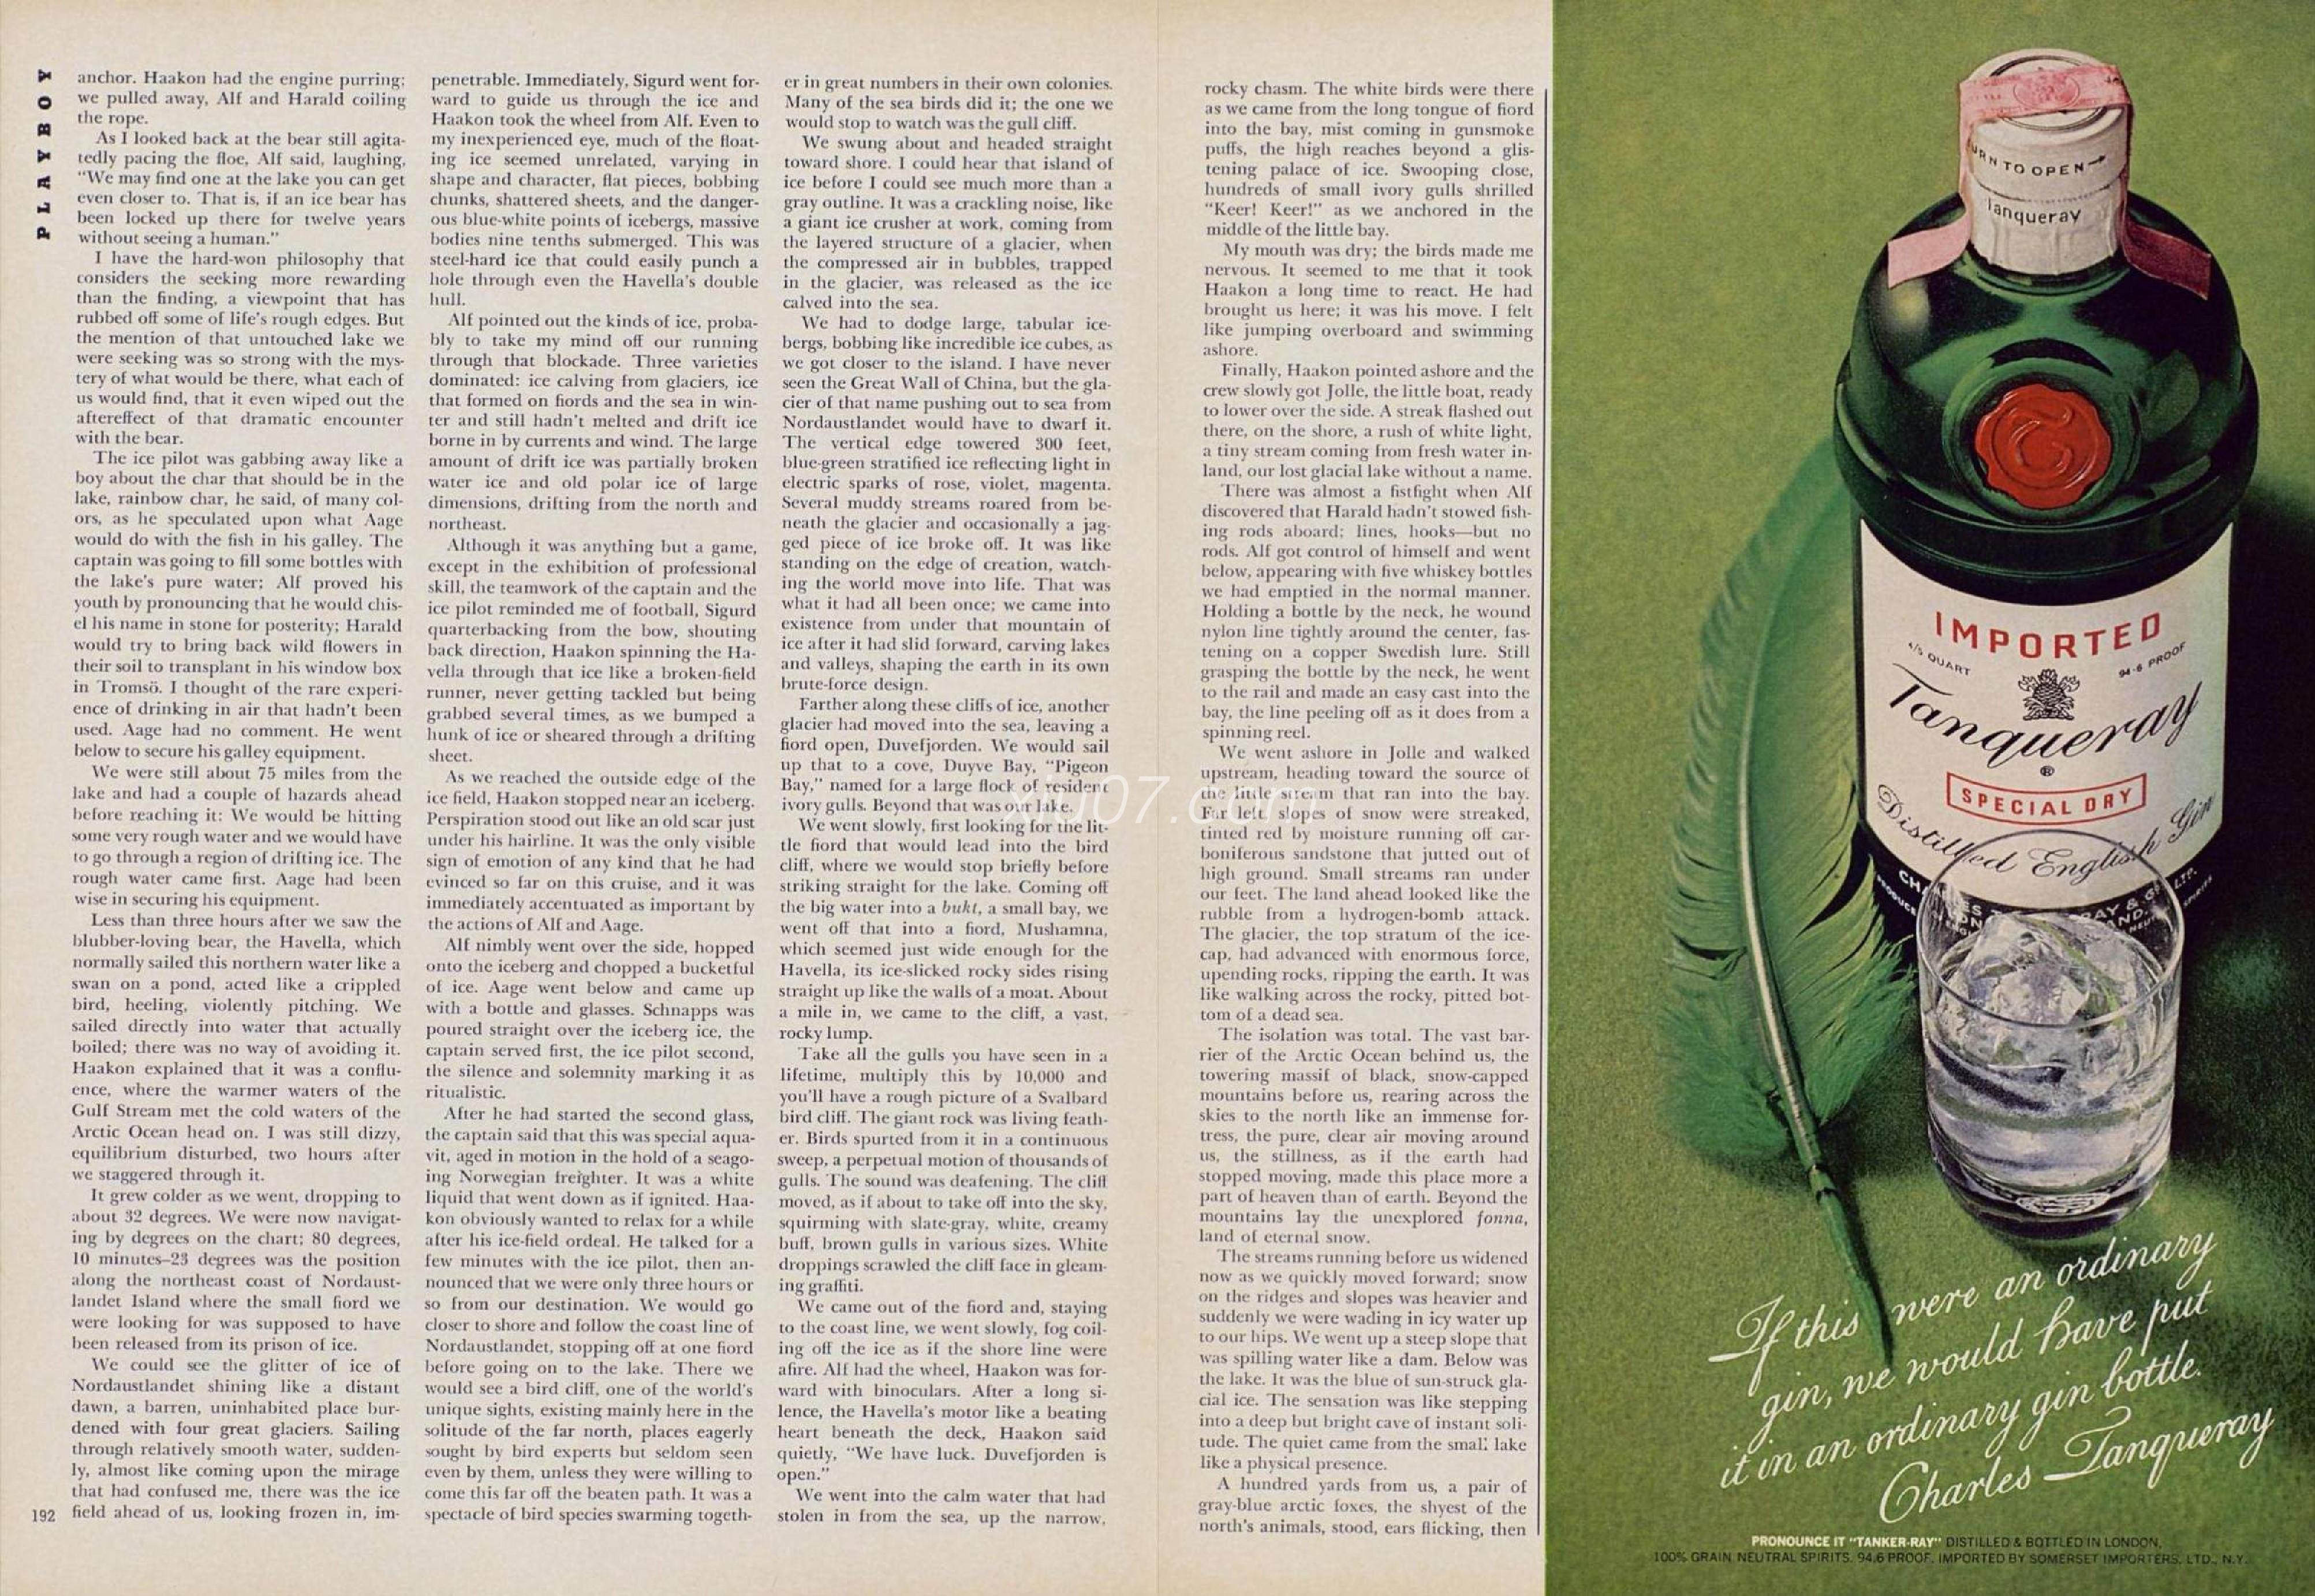 PLAYBOY
anchor. Haakon had the engine purring;
we pulled away, Alf and Harald coiling
the rope.
As I looked back at the bear still agita-
tedly pacing the floe, Alf said, laughing,
"We may find one at the lake you can get
even closer to. That is, if an ice bear has
been locked up there for twelve years
without seeing a human."
I have the hard-won philosophy that
considers the seeking more rewarding
than the finding, a viewpoint that has
rubbed off some of life's rough edges. But
the mention of that untouched lake we
were seeking was so strong with the mys-
tery of what would be there, what each of
us would find, that it even wiped out the
aftereffect of that dramatic encounter
with the bear.
The ice pilot was gabbing away like a
boy about the char that should be in the
lake, rainbow char, he said, of many col-
ors, as he speculated upon what Aage
would do with the fish in his galley. The
captain was going to fill some bottles with
the lake's pure water; Alf proved his
youth by pronouncing that he would chis-
el his name in stone for posterity; Harald
would try to bring back wild flowers in
their soil to transplant in his window box
in Tromsö. I thought of the rare experi-
ence of drinking in air that hadn't been
used. Aage had no comment. He went
below to secure his galley equipment.
We were still about 75 miles from the
lake and had a couple of hazards ahead
before reaching it: We would be hitting
some very rough water and we would have
to go through a region of drifting ice. The
rough water came first. Aage had been
wise in securing his equipment.
Less than three hours after we saw the
blubber-loving bear, the Havella, which
normally sailed this northern water like a
swan on a pond, acted like a crippled
bird, heeling, violently pitching. We
sailed directly into water that actually
boiled; there was no way of avoiding it.
Haakon explained that it was a conflu-
ence, where the warmer waters of the
Gulf Stream met the cold waters of the
Arctic Ocean head on. I was still dizzy,
equilibrium disturbed, two hours after
we staggered through it.
It grew colder as we went, dropping to
about 32 degrees. We were now navigat-
ing by degrees on the chart; 80 degrees,
10 minutes–23 degrees was the position
along the northeast coast of Nordaust-
landet Island where the small fiord we
were looking for was supposed to have
been released from its prison of ice.
We could see the glitter of ice of
Nordaustlandet shining like a distant
dawn, a barren, uninhabited place bur-
dened with four great glaciers. Sailing
through relatively smooth water, sudden-
ly, almost like coming upon the mirage
that had confused me, there was the ice
field ahead of us, looking frozen in, im-
192
penetrable. Immediately, Sigurd went for-
ward to guide us through the ice and
Haakon took the wheel from Alf. Even to
my inexperienced eye, much of the float-
ing ice seemed unrelated, varying in
shape and character, flat pieces, bobbing
chunks, shattered sheets, and the danger-
ous blue-white points of icebergs, massive
bodies nine tenths submerged. This was
steel-hard ice that could easily punch a
hole through even the Havella's double
hull.
Alf pointed out the kinds of ice, proba-
bly to take my mind off our running
through that blockade. Three varieties
dominated: ice calving from glaciers, ice
that formed on fiords and the sea in win-
ter and still hadn't melted and drift ice
borne in by currents and wind. The large
amount of drift ice was partially broken
water ice and old polar ice of large
dimensions, drifting from the north and
northeast.
Although it was anything but a game,
except in the exhibition of professional
skill, the teamwork of the captain and the
ice pilot reminded me of football, Sigurd
quarterbacking from the bow, shouting
back direction, Haakon spinning the Ha-
vella through that ice like a broken-field
runner, never getting tackled but being
grabbed several times, as we bumped a
hunk of ice or sheared through a drifting
sheet.
As we reached the outside edge of the
ice field, Haakon stopped near an iceberg.
Perspiration stood out like an old scar just
under his hairline. It was the only visible
sign of emotion of any kind that he had
evinced so far on this cruise, and it was
immediately accentuated as important by
the actions of Alf and Aage.
Alf nimbly went over the side, hopped
onto the iceberg and chopped a bucketful
of ice. Aage went below and came up
with a bottle and glasses. Schnapps was
poured straight over the iceberg ice, the
captain served first, the ice pilot second,
the silence and solemnity marking it as
ritualistic.
After he had started the second glass,
the captain said that this was special aqua-
vit, aged in motion in the hold of a seago-
ing Norwegian freighter. It was a white
liquid that went down as if ignited. Haa-
kon obviously wanted to relax for a while
after his ice-field ordeal. He talked for a
few minutes with the ice pilot, then an-
nounced that we were only three hours or
so from our destination. We would go
closer to shore and follow the coast line of
Nordaustlandet, stopping off at one fiord
before going on to the lake. There we
would see a bird cliff, one of the world's
unique sights, existing mainly here in the
solitude of the far north, places eagerly
sought by bird experts but seldom seen
even by them, unless they were willing to
come this far off the beaten path. It was a
spectacle of bird species swarming togeth-
er in great numbers in their own colonies.
Many of the sea birds did it; the one we
would stop to watch was the gull cliff.
We swung about and headed straight
toward shore. I could hear that island of
ice before I could see much more than a
gray outline. It was a crackling noise, like
a giant ice crusher at work, coming from
the layered structure of a glacier, when
the compressed air in bubbles, trapped
in the glacier, was released as the ice
calved into the sea.
We had to dodge large, tabular ice-
bergs, bobbing like incredible ice cubes, as
we got closer to the island. I have never
seen the Great Wall of China, but the gla-
cier of that name pushing out to sea from
Nordaustlandet would have to dwarf it.
The vertical edge towered 300 feet,
blue-green stratified ice reflecting light in
electric sparks of rose, violet, magenta.
Several muddy streams roared from be-
neath the glacier and occasionally a jag-
ged piece of ice broke off. It was like
standing on the edge of creation, watch-
ing the world move into life. That was
what it had all been once; we came into
existence from under that mountain of
ice after it had slid forward, carving lakes
and valleys, shaping the earth in its own
brute-force design.
Farther along these cliffs of ice, another
glacier had moved into the sea, leaving a
fiord open, Duvefjorden. We would sail
up that to a cove, Duyve Bay, "Pigeon
Bay," named for a large flock of resident
ivory gulls. Beyond that was our lake.
We went slowly, first looking for the lit-
tle fiord that would lead into the bird
cliff, where we would stop briefly before
striking straight for the lake. Coming off
the big water into a bukt, a small bay, we
went off that into a fiord, Mushamna,
which seemed just wide enough for the
Havella, its ice-slicked rocky sides rising
straight up like the walls of a moat. About
a mile in, we came to the cliff, a vast,
rocky lump.
Take all the gulls you have seen in a
lifetime, multiply this by 10,000 and
you'll have a rough picture of a Svalbard
bird cliff. The giant rock was living feath-
er. Birds spurted from it in a continuous
sweep, a perpetual motion of thousands of
gulls. The sound was deafening. The cliff
moved, as if about to take off into the sky,
squirming with slate-gray, white, creamy
buff, brown gulls in various sizes. White
droppings scrawled the cliff face in gleam-
ing graffiti.
We came out of the fiord and, staying
to the coast line, we went slowly, fog coil-
ing off the ice as if the shore line were
afire. Alf had the wheel, Haakon was for-
ward with binoculars. After a long si-
lence, the Havella's motor like a beating
heart beneath the deck, Haakon said
quietly, "We have luck. Duvefjorden is
open."
We went into the calm water that had
stolen in from the sea, up the narrow,
rocky chasm. The white birds were there
as we came from the long tongue of fiord
into the bay, mist coming in gunsmoke
puffs, the high reaches beyond a glis-
tening palace of ice. Swooping close,
hundreds of small ivory gulls shrilled
"Keer! Keer!" as we anchored in the
middle of the little bay.
My mouth was dry; the birds made me
nervous. It seemed to me that it took
Haakon a long time to react. He had
brought us here; it was his move. I felt
like jumping overboard and swimming
ashore.
Finally, Haakon pointed ashore and the
crew slowly got Jolle, the little boat, ready
to lower over the side. A streak flashed out
there, on the shore, a rush of white light,
a tiny stream coming from fresh water in-
land, our lost glacial lake without a name.
There was almost a fistfight when Alf
discovered that Harald hadn't stowed fish-
ing rods aboard; lines, hooks—but no
rods. Alf got control of himself and went
below, appearing with five whiskey bottles
we had emptied in the normal manner.
Holding a bottle by the neck, he wound
nylon line tightly around the center, fas-
tening on a copper Swedish lure. Still
grasping the bottle by the neck, he went
to the rail and made an easy cast into the
bay, the line peeling off as it does from a
spinning reel.
We went ashore in Jolle and walked
upstream, heading toward the source of
the little stream that ran into the bay.
Far left slopes of snow were streaked,
tinted red by moisture running off car-
boniferous sandstone that jutted out of
high ground. Small streams ran under
our feet. The land ahead looked like the
rubble from a hydrogen-bomb attack.
The glacier, the top stratum of the ice-
cap, had advanced with enormous force,
upending rocks, ripping the earth. It was
like walking across the rocky, pitted bot-
tom of a dead sea.
The isolation was total. The vast bar-
rier of the Arctic Ocean behind us, the
towering massif of black, snow-capped
mountains before us, rearing across the
skies to the north like an immense for-
tress, the pure, clear air moving around
us, the stillness, as if the earth had
stopped moving, made this place more a
part of heaven than of earth. Beyond the
mountains lay the unexplored fonna,
land of eternal snow.
The streams running before us widened
now as we quickly moved forward; snow
on the ridges and slopes was heavier and
suddenly we were wading in icy water up
to our hips. We went up a steep slope that
was spilling water like a dam. Below was
the lake. It was the blue of sun-struck gla-
cial ice. The sensation was like stepping
into a deep but bright cave of instant soli-
tude. The quiet came from the small lake
like a physical presence.
A hundred yards from us, a pair of
gray-blue arctic foxes, the shyest of the
north's animals, stood, ears flicking, then
xiu07.com
TURN TO OPEN
Tanqueray
IMPORTED
4/5 QUART
94·6 PROOF
Tanqueray
®
SPECIAL DRY
Distilled English Gin
If this were an ordinary
gin, we would have put
it in an ordinary gin bottle.
Charles Tanqueray
PRONOUNCE IT "TANKER-RAY" DISTILLED & BOTTLED IN LONDON,
100% GRAIN NEUTRAL SPIRITS. 94.6 PROOF. IMPORTED BY SOMERSET IMPORTERS, LTD., N.Y.